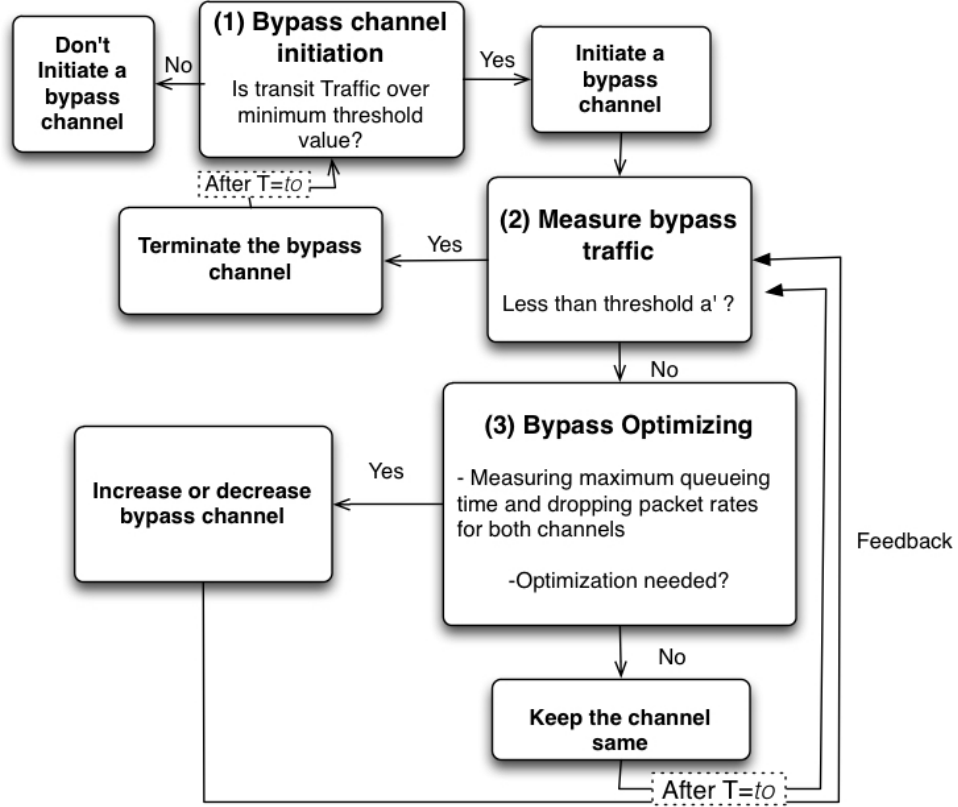 Don't
Initiate a
bypass
channel
No
(1) Bypass channel
initiation
Is transit Traffic over
minimum threshold
value?
Yes
Initiate a
bypass
channel
After T=to
Terminate the bypass
channel
Yes
(2) Measure bypass
traffic
Less than threshold a' ?
No
(3) Bypass Optimizing
- Measuring maximum queueing
time and dropping packet rates
for both channels
-Optimization needed?
Yes
Increase or decrease
bypass channel
Feedback
No
Keep the channel
same
After T=to